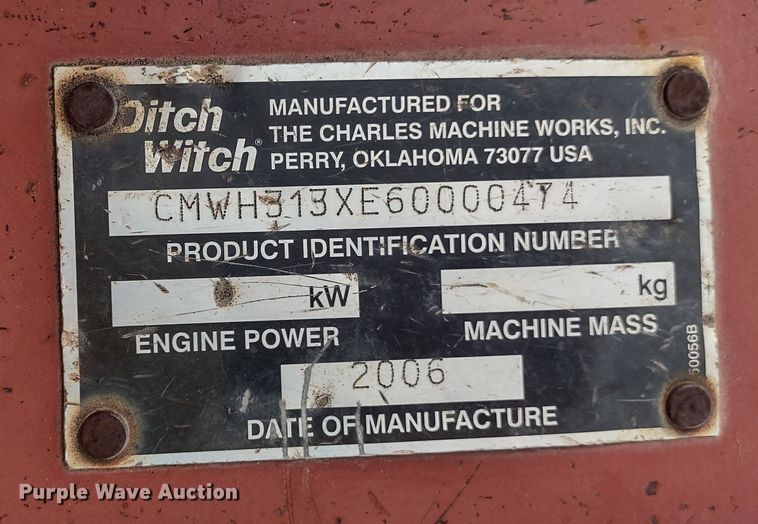 Ditch
Witch®
MANUFACTURED FOR
THE CHARLES MACHINE WORKS, INC.
PERRY, OKLAHOMA 73077 USA
PRODUCT IDENTIFICATION NUMBER
kW
kg
ENGINE POWER
MACHINE MASS
2006
DATE OF MANUFACTURE
Purple Wave Auction